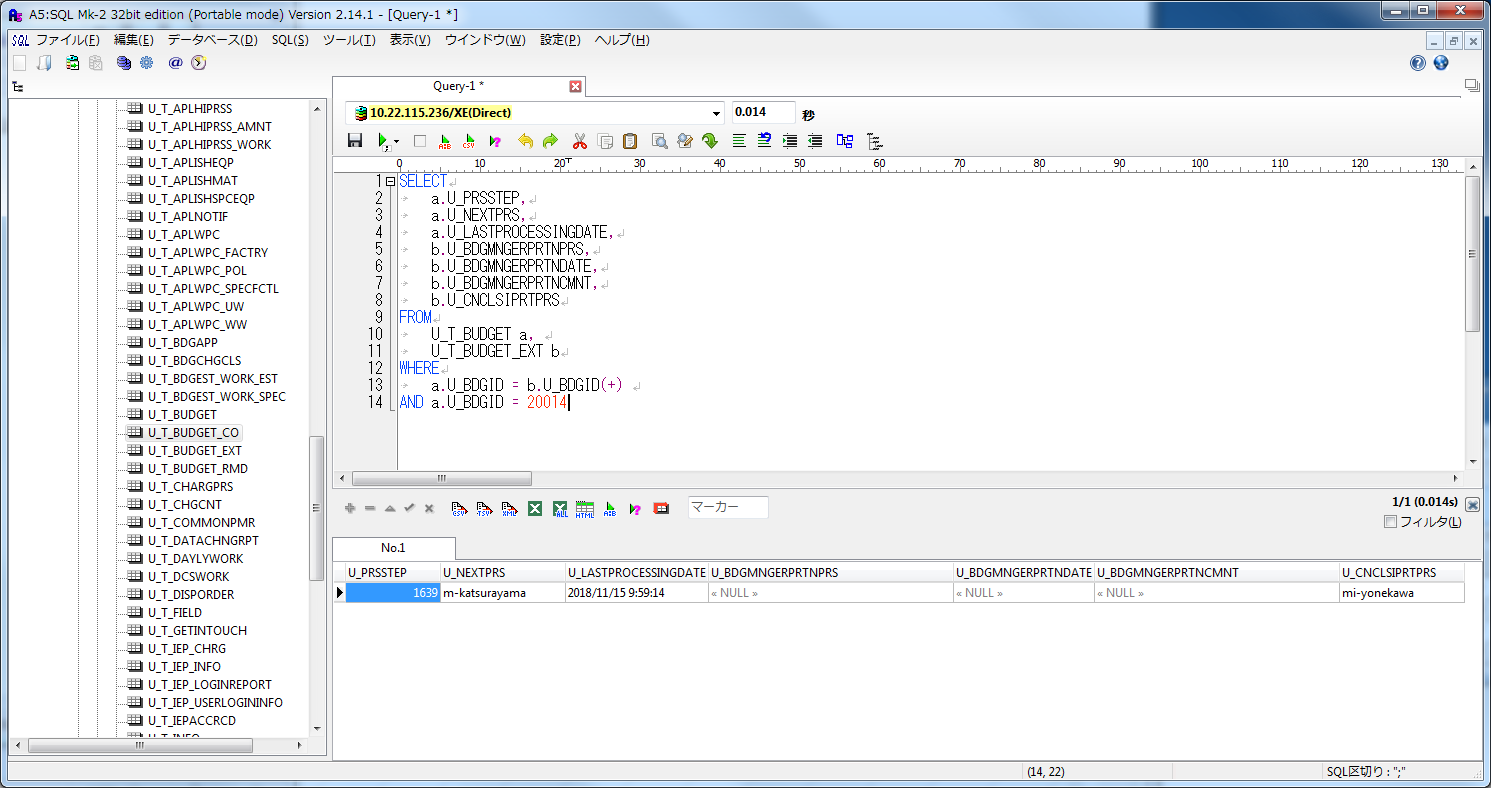 A5:SQL Mk-2 32bit edition (Portable mode) Version 2.14.1 - [Query-1 *]
SQL ファイル(F) 編集(E) データベース(D) SQL(S) ツール(T) 表示(V) ウインドウ(W) 設定(P) ヘルプ(H)
Query-1 *
10.22.115.236/XE(Direct) 0.014 秒
0 10 20 30 40 50 60 70 80 90 100 110 120 130
1 SELECT
2 a.U_PRSSTEP,
3 a.U_NEXTPRS,
4 a.U_LASTPROCESSINGDATE,
5 b.U_BDGMNGERPRTNPRS,
6 b.U_BDGMNGERPRTNDATE,
7 b.U_BDGMNGERPRTNCMNT,
8 b.U_CNCLSIPRTPRS
9 FROM
10 U_T_BUDGET a,
11 U_T_BUDGET_EXT b
12 WHERE
13 a.U_BDGID = b.U_BDGID(+)
14 AND a.U_BDGID = 20014
U_T_APLHIPRSS
U_T_APLHIPRSS_AMNT
U_T_APLHIPRSS_WORK
U_T_APLISHEQP
U_T_APLISHMAT
U_T_APLISHSPCEQP
U_T_APLNOTIF
U_T_APLWPC
U_T_APLWPC_FACTRY
U_T_APLWPC_POL
U_T_APLWPC_SPECFCTL
U_T_APLWPC_UW
U_T_APLWPC_WW
U_T_BDGAPP
U_T_BDGCHGCLS
U_T_BDGEST_WORK_EST
U_T_BDGEST_WORK_SPEC
U_T_BUDGET
U_T_BUDGET_CO
U_T_BUDGET_EXT
U_T_BUDGET_RMD
U_T_CHARGPRS
U_T_CHGCNT
U_T_COMMONPMR
U_T_DATACHNGRPT
U_T_DAYLYWORK
U_T_DCSWORK
U_T_DISPORDER
U_T_FIELD
U_T_GETINTOUCH
U_T_IEP_CHRG
U_T_IEP_INFO
U_T_IEP_LOGINREPORT
U_T_IEP_USERLOGININFO
U_T_IEPACCRCD
マーカー
1/1 (0.014s)
フィルタ(L)
No.1
U_PRSSTEP U_NEXTPRS U_LASTPROCESSINGDATE U_BDGMNGERPRTNPRS U_BDGMNGERPRTNDATE U_BDGMNGERPRTNCMNT U_CNCLSIPRTPRS
1639 m-katsurayama 2018/11/15 9:59:14 « NULL » « NULL » « NULL » mi-yonekawa
(14, 22) SQL区切り : ";"